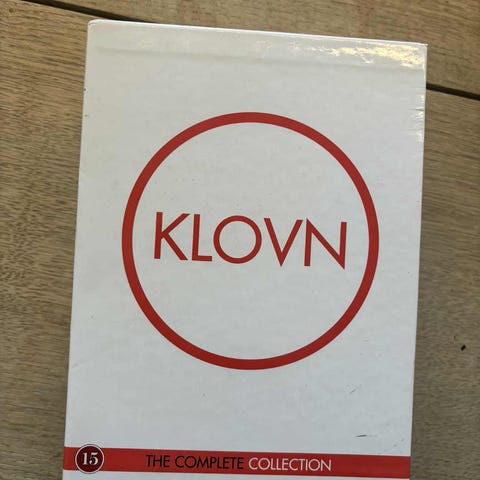 KLOVN
15 THE COMPLETE COLLECTION